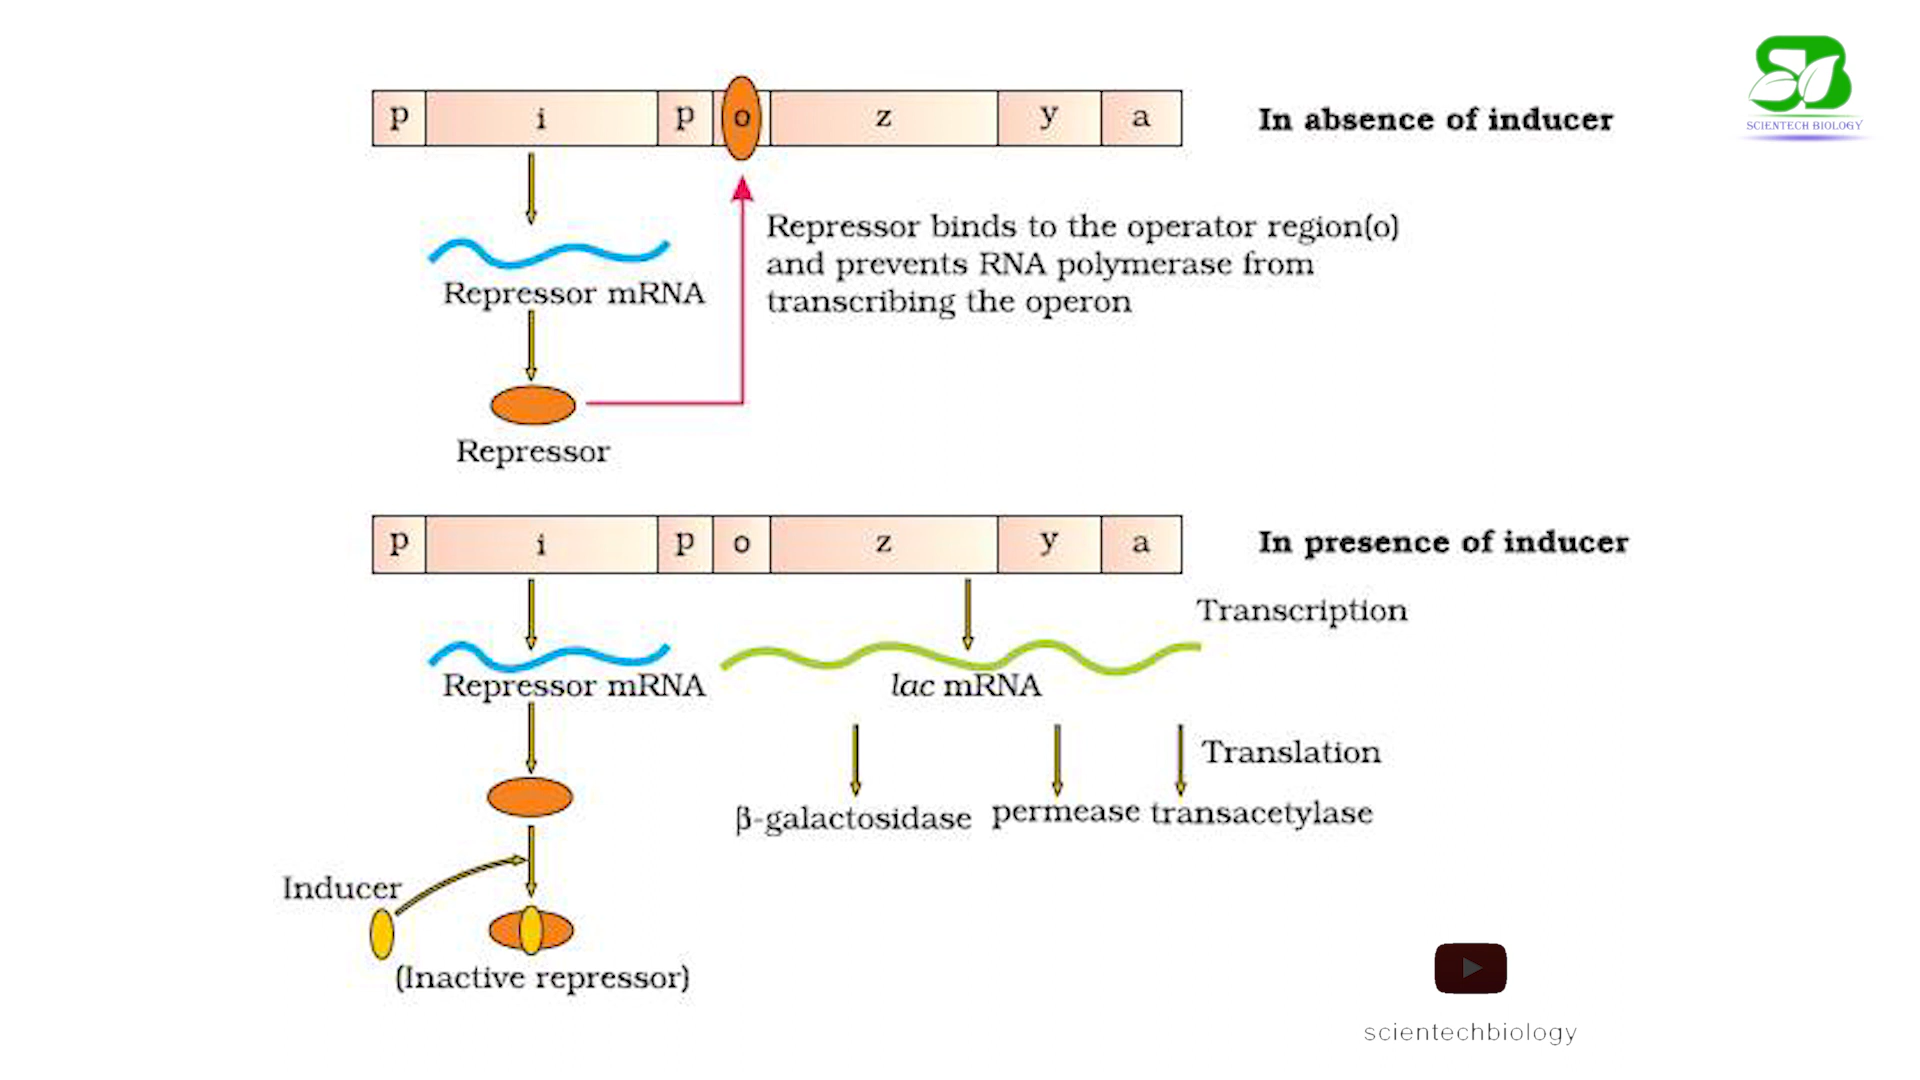 SB
SCIENTECH BIOLOGY
p i p o z y a
In absence of inducer
Repressor binds to the operator region(o)
and prevents RNA polymerase from
transcribing the operon
Repressor mRNA
Repressor
p i p o z y a
In presence of inducer
Transcription
Repressor mRNA
lac mRNA
Translation
β-galactosidase permease transacetylase
Inducer
(Inactive repressor)
scientechbiology